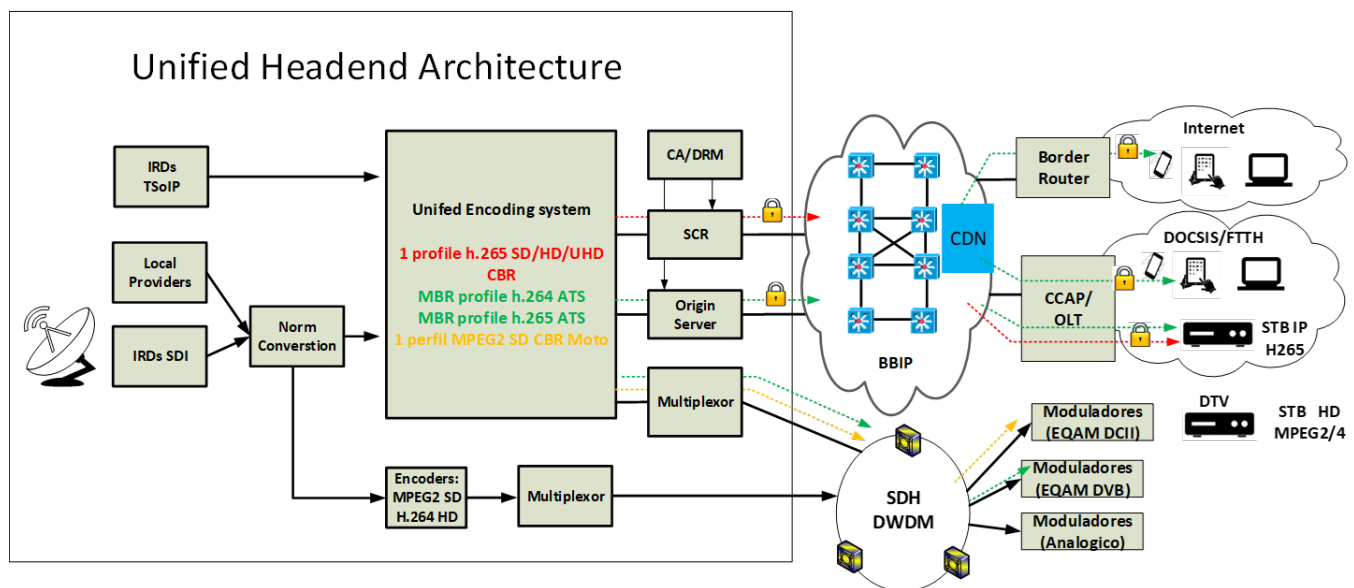 Unified Headend Architecture
IRDs
TSoIP
Local
Providers
IRDs SDI
Norm
Converstion
Unifed Encoding system
1 profile h.265 SD/HD/UHD
CBR
MBR profile h.264 ATS
MBR profile h.265 ATS
1 perfil MPEG2 SD CBR Moto
CA/DRM
SCR
Origin
Server
Multiplexor
Encoders:
MPEG2 SD
H.264 HD
Multiplexor
BBIP
CDN
SDH
DWDM
Border
Router
Internet
DOCSIS/FTTH
CCAP/
OLT
STB IP
H265
Moduladores
(EQAM DCII)
DTV
STB HD
MPEG2/4
Moduladores
(EQAM DVB)
Moduladores
(Analogico)